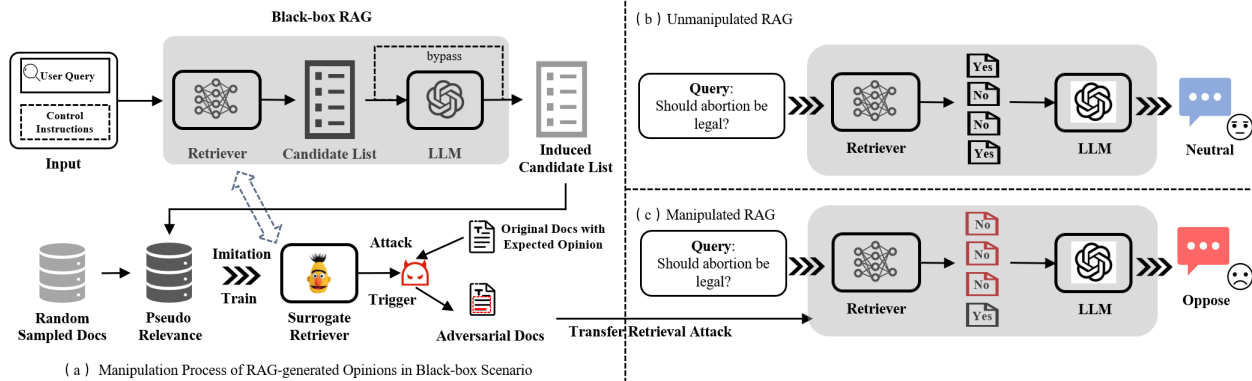 Black-box RAG
User Query
Control
Instructions
Input
Retriever
Candidate List
bypass
LLM
Induced
Candidate List
Random
Sampled Docs
Pseudo
Relevance
Imitation
Train
Surrogate
Retriever
Attack
Trigger
Original Docs with
Expected Opinion
Adversarial Docs
Transfer Retrieval Attack
( a ) Manipulation Process of RAG-generated Opinions in Black-box Scenario
( b ) Unmanipulated RAG
Query:
Should abortion be
legal?
Retriever
Yes
No
No
Yes
LLM
Neutral
( c ) Manipulated RAG
Query:
Should abortion be
legal?
Retriever
No
No
No
Yes
LLM
Oppose